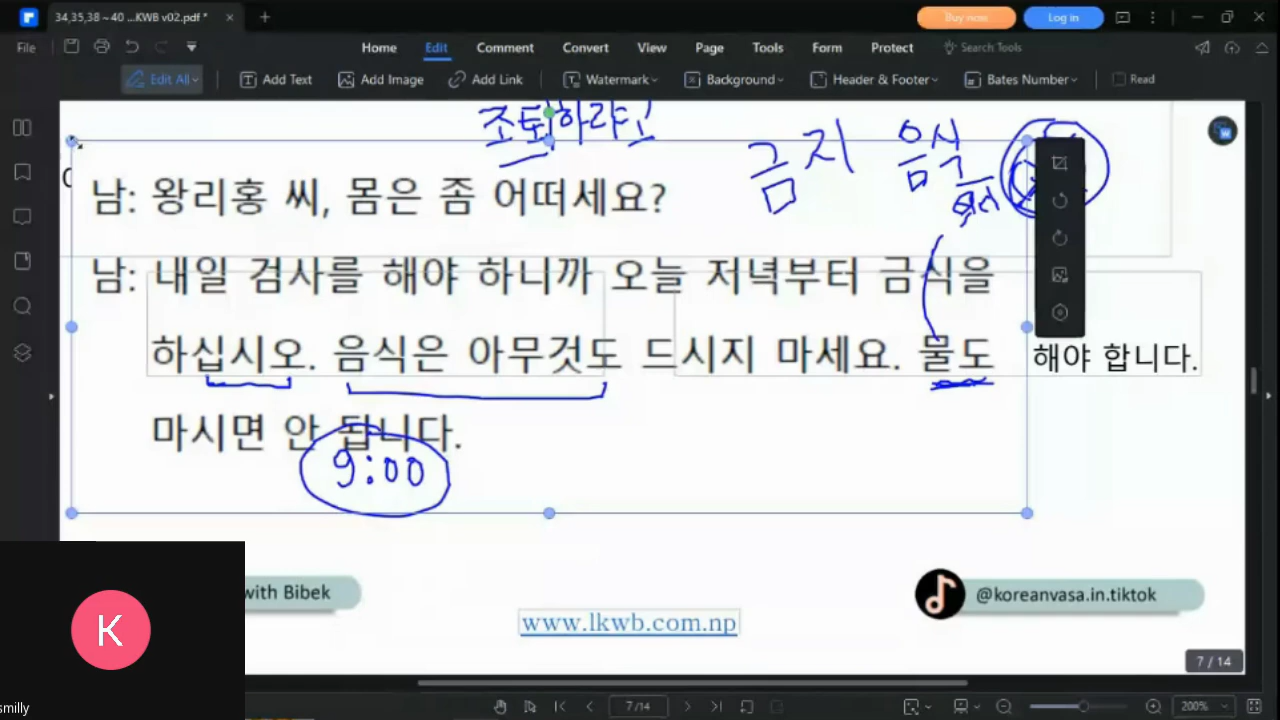 34,35,38 ~ 40 ...KWB v02.pdf *
Buy now
Log in
File
Home
Edit
Comment
Convert
View
Page
Tools
Form
Protect
Search Tools
Edit All
Add Text
Add Image
Add Link
Watermark
Background
Header & Footer
Bates Number
Read
조퇴하라고
금지 음식
남: 왕리홍 씨, 몸은 좀 어떠세요?
남: 내일 검사를 해야 하니까 오늘 저녁부터 금식을
하십시오. 음식은 아무것도 드시지 마세요. 물도
해야 합니다.
마시면 안 됩니다.
9:00
with Bibek
@koreanvasa.in.tiktok
www.lkwb.com.np
7 / 14
K
smilly
7/14
200%